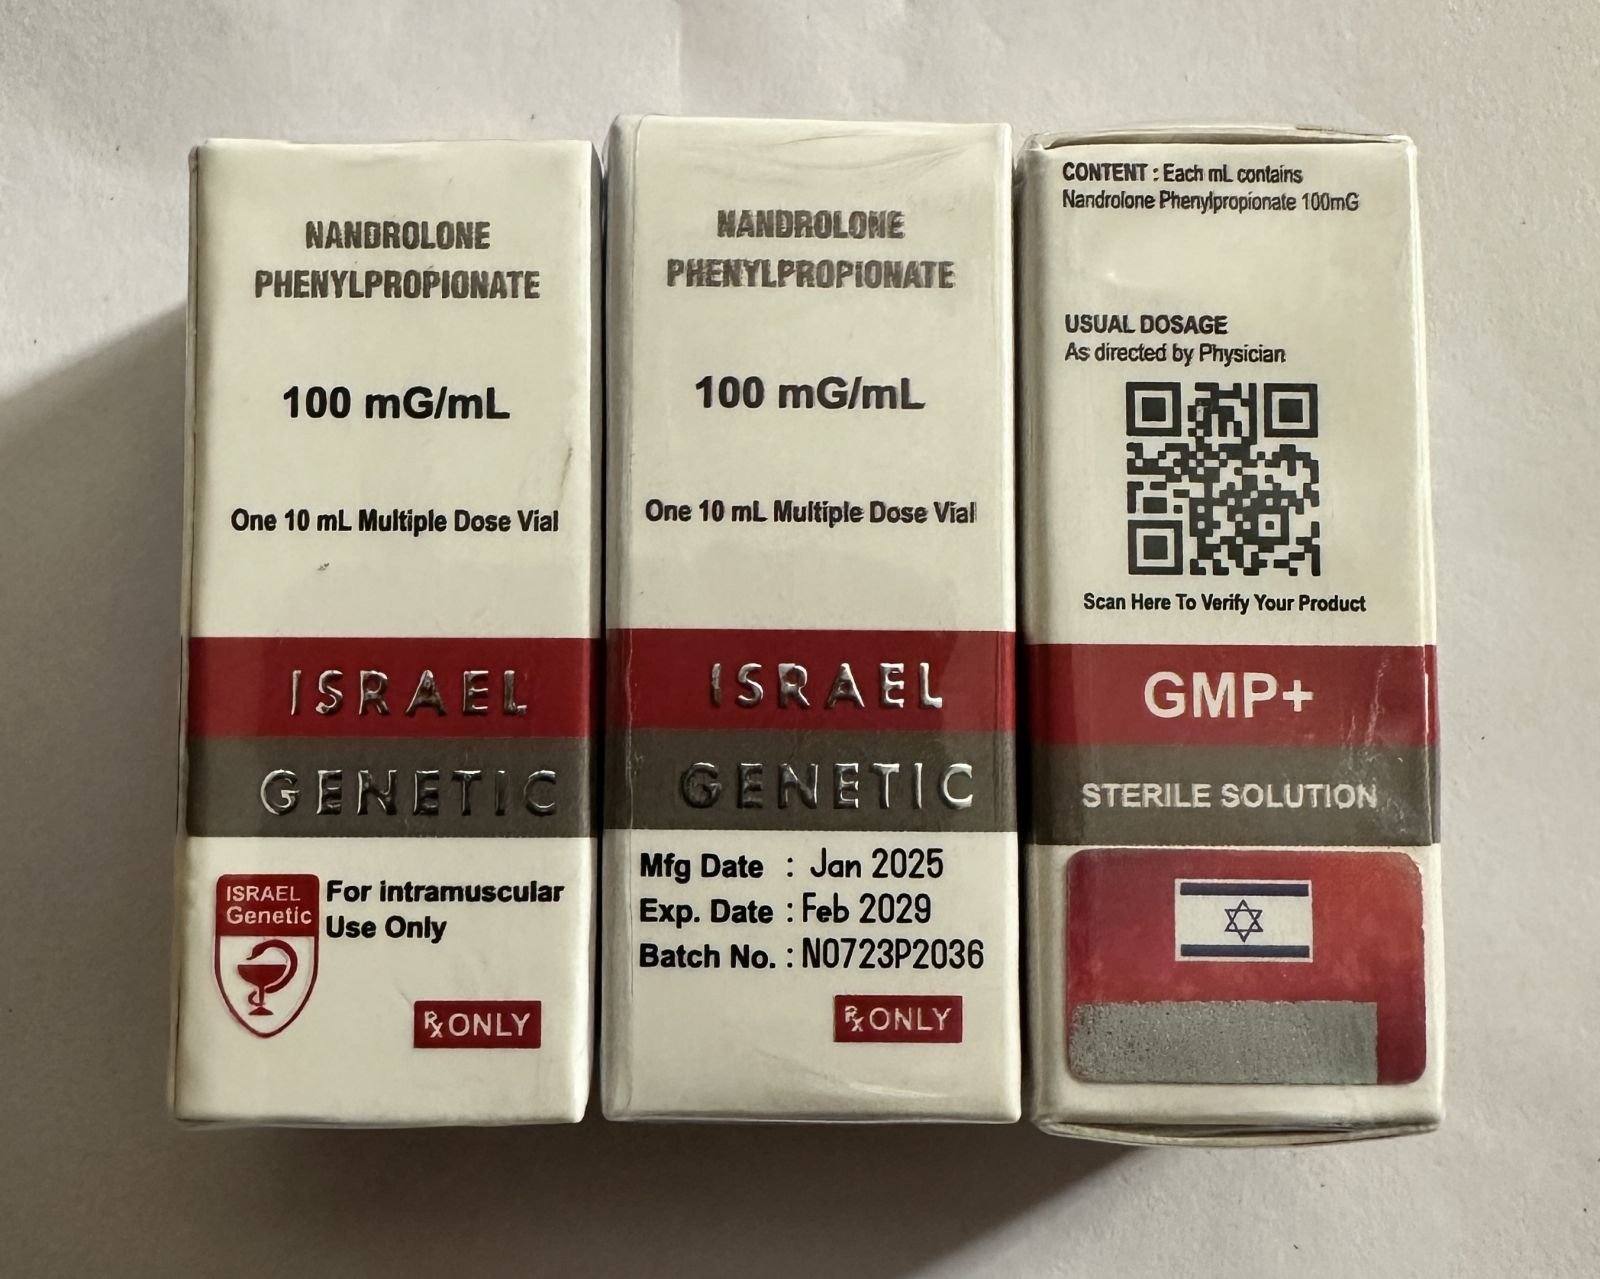 NANDROLONE
PHENYLPROPIONATE
100 mG/mL
One 10 mL Multiple Dose Vial
ISRAEL
GENETIC
ISRAEL
Genetic
For intramuscular
Use Only
℞ ONLY
NANDROLONE
PHENYLPROPIONATE
100 mG/mL
One 10 mL Multiple Dose Vial
ISRAEL
GENETIC
Mfg Date : Jan 2025
Exp. Date : Feb 2029
Batch No. : N0723P2036
℞ ONLY
CONTENT : Each mL contains
Nandrolone Phenylpropionate 100mG
USUAL DOSAGE
As directed by Physician
Scan Here To Verify Your Product
GMP+
STERILE SOLUTION